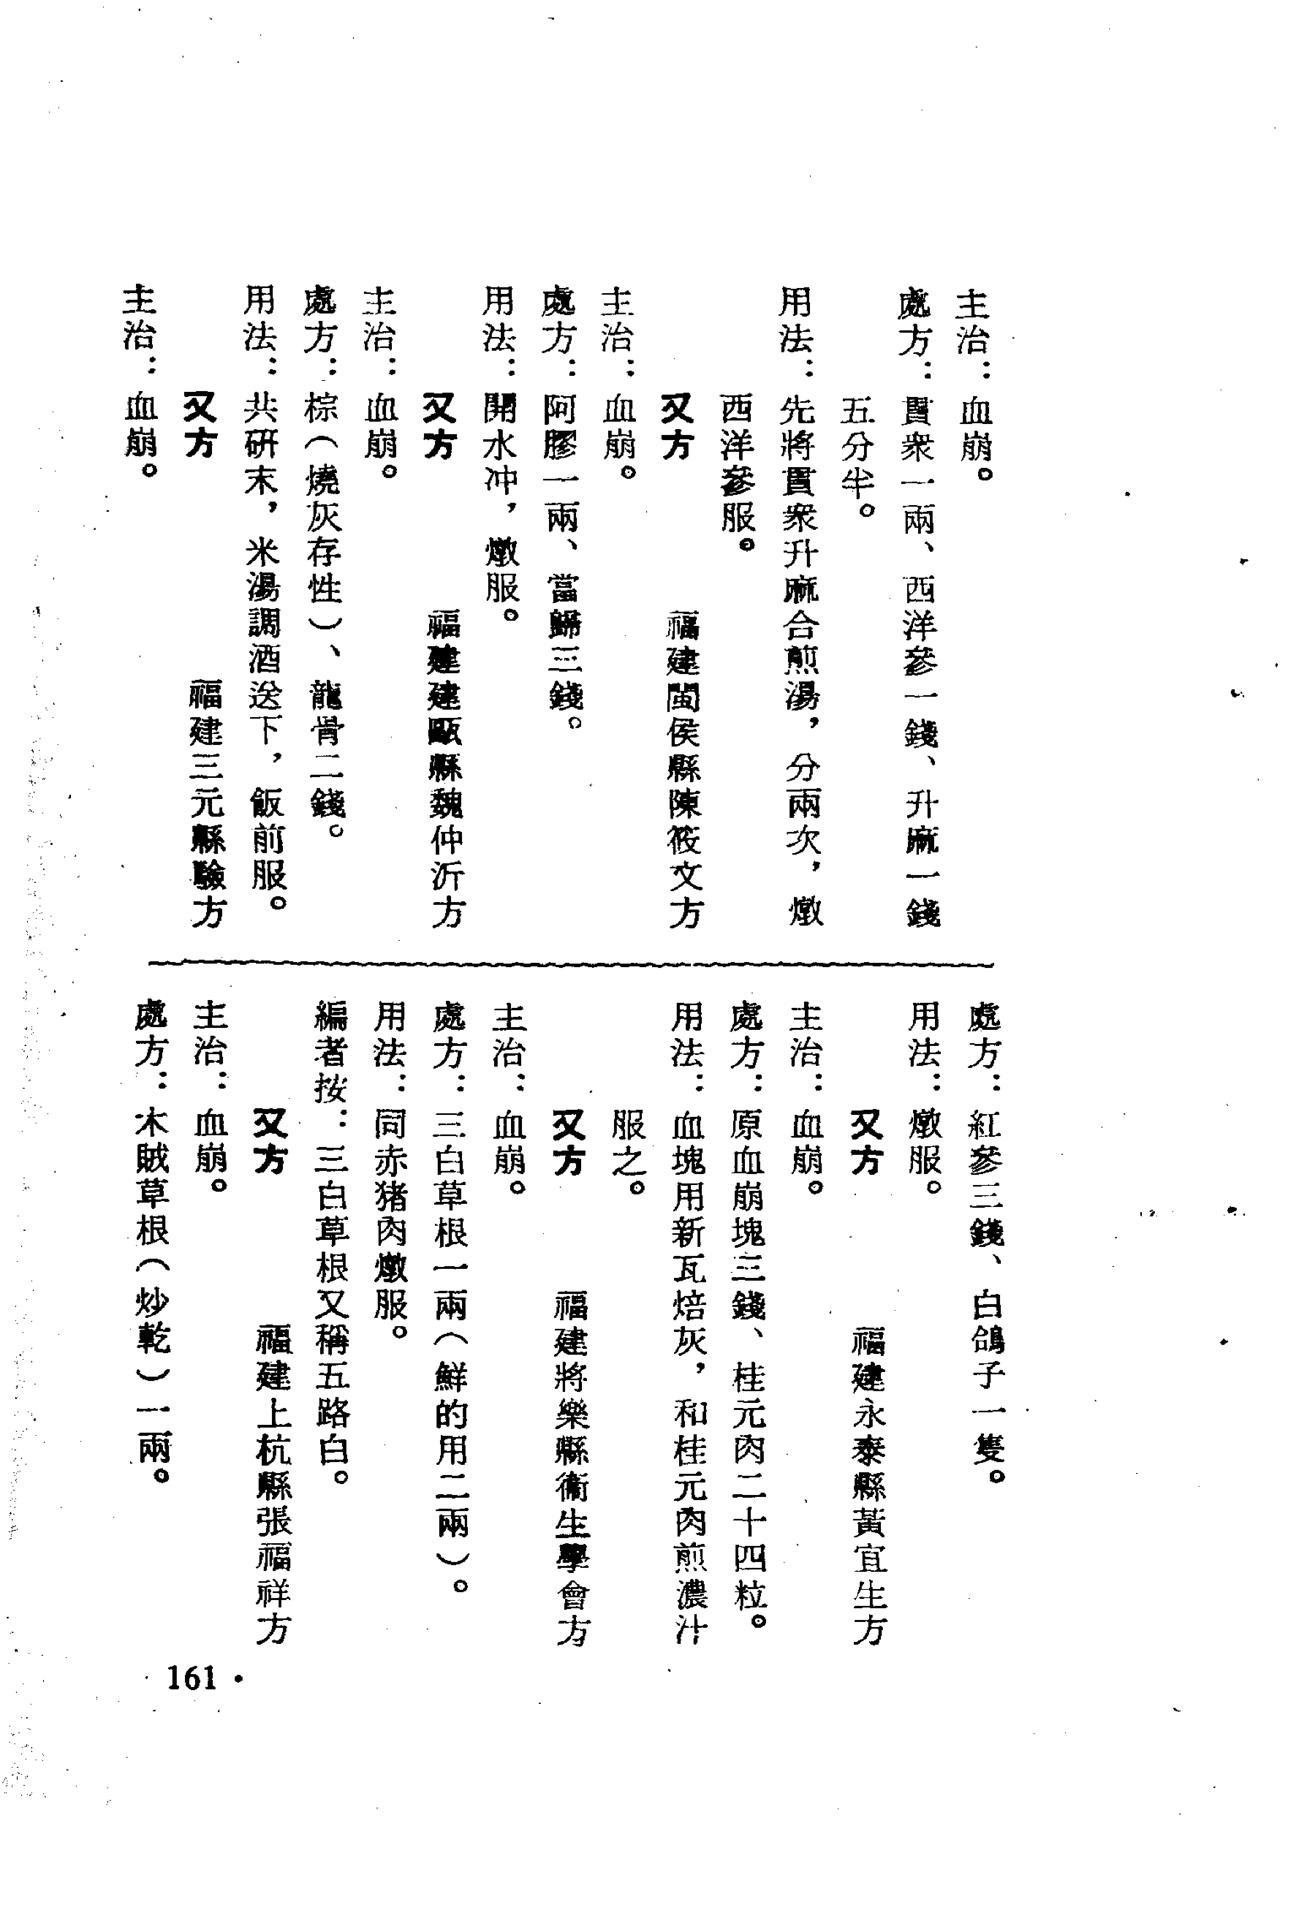 主治：血崩。
處方：貫衆一兩、西洋參一錢、升麻一錢
五分半。
用法：先將貫衆升麻合煎湯，分兩次，燉
西洋參服。
又方　福建閩侯縣陳筱文方
主治：血崩。
處方：阿膠一兩、當歸三錢。
用法：開水冲，燉服。
又方　福建建甌縣魏仲沂方
主治：血崩。
處方：棕（燒灰存性）、龍骨二錢。
用法：共研末，米湯調酒送下，飯前服。
又方　福建三元縣驗方
主治：血崩。
處方：紅參三錢、白鴿子一隻。
用法：燉服。
又方　福建永泰縣黃宜生方
主治：血崩。
處方：原血崩塊三錢、桂元肉二十四粒。
用法：血塊用新瓦焙灰，和桂元肉煎濃汁
服之。
又方　福建將樂縣衞生學會方
主治：血崩。
處方：三白草根一兩（鮮的用二兩）。
用法：同赤猪肉燉服。
編者按：三白草根又稱五路白。
又方　福建上杭縣張福祥方
主治：血崩。
處方：木賊草根（炒乾）一兩。
· 161 ·